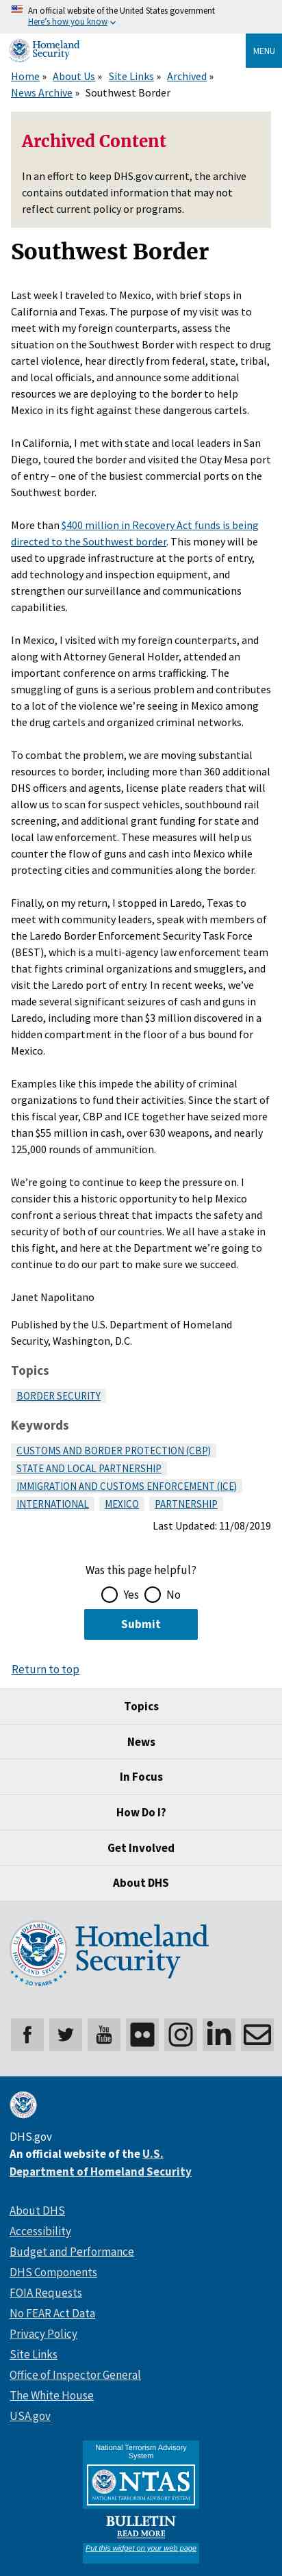 An official website of the United States government
Here's how you know
Homeland
Security
MENU
Home » About Us » Site Links » Archived »
News Archive » Southwest Border
Archived Content
In an effort to keep DHS.gov current, the archive
contains outdated information that may not
reflect current policy or programs.
Southwest Border
Last week I traveled to Mexico, with brief stops in
California and Texas. The purpose of my visit was to
meet with my foreign counterparts, assess the
situation on the Southwest Border with respect to drug
cartel violence, hear directly from federal, state, tribal,
and local officials, and announce some additional
resources we are deploying to the border to help
Mexico in its fight against these dangerous cartels.
In California, I met with state and local leaders in San
Diego, toured the border and visited the Otay Mesa port
of entry – one of the busiest commercial ports on the
Southwest border.
More than $400 million in Recovery Act funds is being
directed to the Southwest border. This money will be
used to upgrade infrastructure at the ports of entry,
add technology and inspection equipment, and
strengthen our surveillance and communications
capabilities.
In Mexico, I visited with my foreign counterparts, and
along with Attorney General Holder, attended an
important conference on arms trafficking. The
smuggling of guns is a serious problem and contributes
to a lot of the violence we're seeing in Mexico among
the drug cartels and organized criminal networks.
To combat the problem, we are moving substantial
resources to border, including more than 360 additional
DHS officers and agents, license plate readers that will
allow us to scan for suspect vehicles, southbound rail
screening, and additional grant funding for state and
local law enforcement. These measures will help us
counter the flow of guns and cash into Mexico while
protecting cities and communities along the border.
Finally, on my return, I stopped in Laredo, Texas to
meet with community leaders, speak with members of
the Laredo Border Enforcement Security Task Force
(BEST), which is a multi-agency law enforcement team
that fights criminal organizations and smugglers, and
visit the Laredo port of entry. In recent weeks, we've
made several significant seizures of cash and guns in
Laredo, including more than $3 million discovered in a
hidden compartment in the floor of a bus bound for
Mexico.
Examples like this impede the ability of criminal
organizations to fund their activities. Since the start of
this fiscal year, CBP and ICE together have seized more
than $55 million in cash, over 630 weapons, and nearly
125,000 rounds of ammunition.
We're going to continue to keep the pressure on. I
consider this a historic opportunity to help Mexico
confront a serious threat that impacts the safety and
security of both of our countries. We all have a stake in
this fight, and here at the Department we're going to
continue to do our part to make sure we succeed.
Janet Napolitano
Published by the U.S. Department of Homeland
Security, Washington, D.C.
Topics
BORDER SECURITY
Keywords
CUSTOMS AND BORDER PROTECTION (CBP)
STATE AND LOCAL PARTNERSHIP
IMMIGRATION AND CUSTOMS ENFORCEMENT (ICE)
INTERNATIONAL MEXICO PARTNERSHIP
Last Updated: 11/08/2019
Was this page helpful?
Yes No
Submit
Return to top
Topics
News
In Focus
How Do I?
Get Involved
About DHS
Homeland
Security
20 YEARS
You
Tube
DHS.gov
An official website of the U.S.
Department of Homeland Security
About DHS
Accessibility
Budget and Performance
DHS Components
FOIA Requests
No FEAR Act Data
Privacy Policy
Site Links
Office of Inspector General
The White House
USA.gov
National Terrorism Advisory
System
NTAS
NATIONAL TERRORISM ADVISORY SYSTEM
BULLETIN
READ MORE
Put this widget on your web page